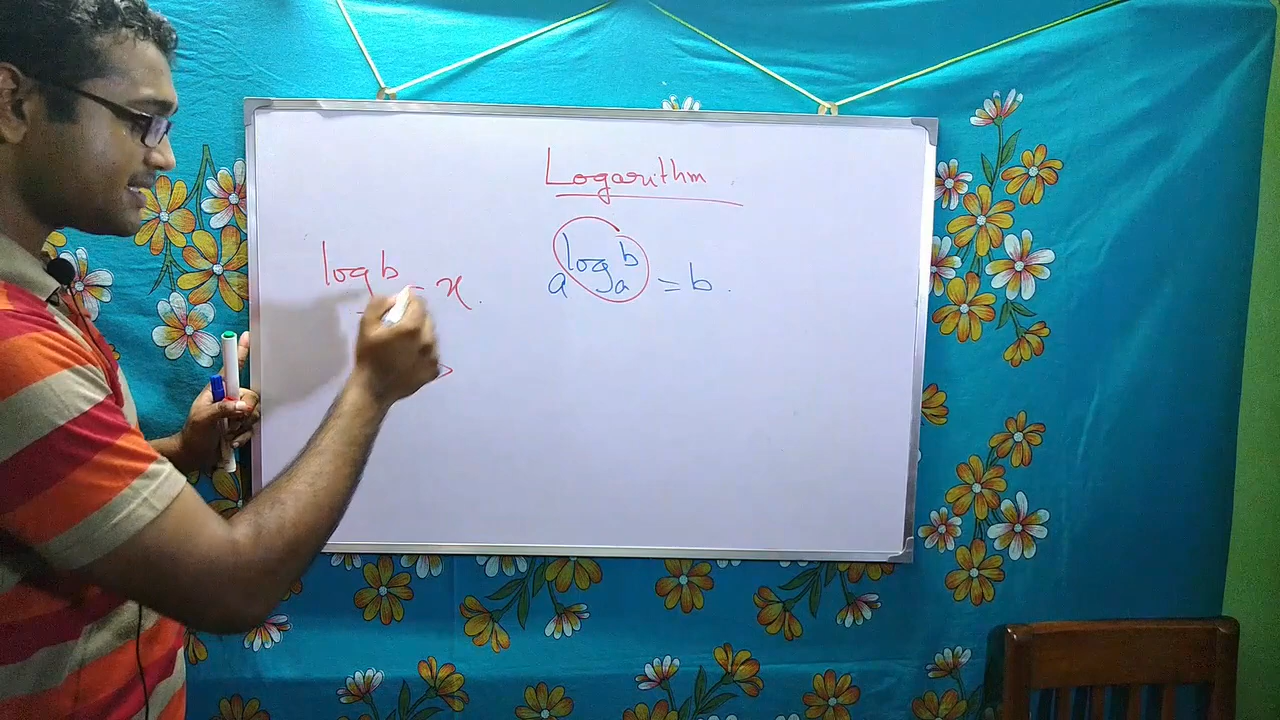 Logarithm
log b = x.
a^{log_a b} = b.